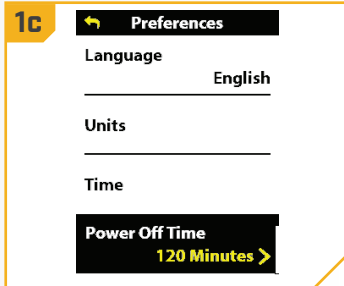 1c
Preferences
Language
English
Units
Time
Power Off Time
120 Minutes >